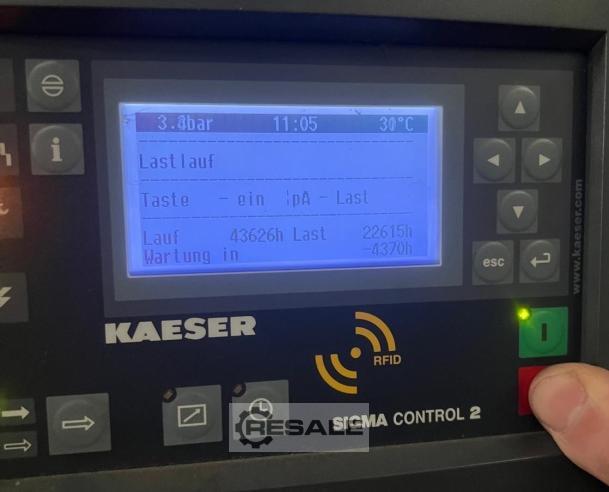 3.8bar 11:05 30°C
Lastlauf
Taste - ein ¦pA - Last
Lauf 43626h Last 22615h
Wartung in -4370h
esc
www.kaeser.com
KAESER
RFID
I
SIGMA CONTROL 2
RESALE